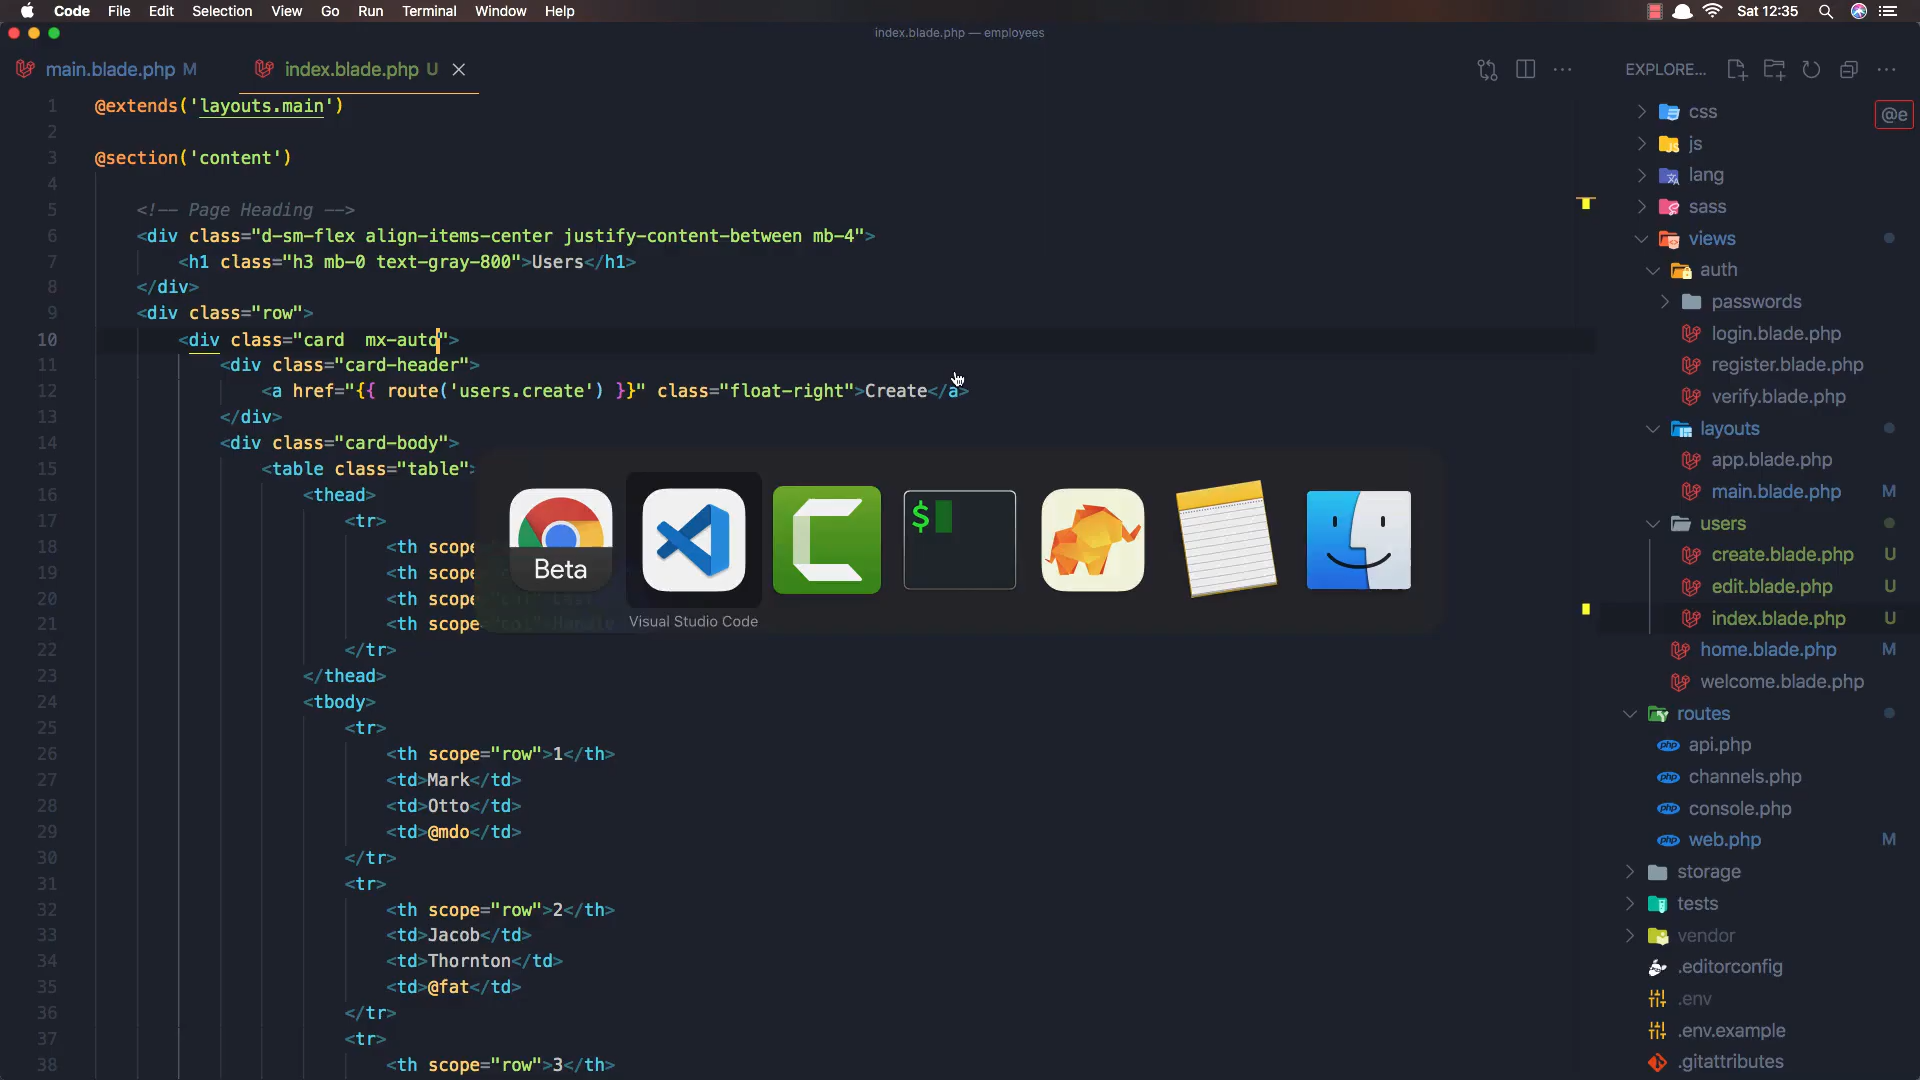 Code File Edit Selection View Go Run Terminal Window Help Sat 12:35
index.blade.php — employees
main.blade.php M index.blade.php U
EXPLORE...
1 @extends('layouts.main')
2
3 @section('content')
4
5 <!-- Page Heading -->
6 <div class="d-sm-flex align-items-center justify-content-between mb-4">
7 <h1 class="h3 mb-0 text-gray-800">Users</h1>
8 </div>
9 <div class="row">
10 <div class="card  mx-auto">
11 <div class="card-header">
12 <a href="{{ route('users.create') }}" class="float-right">Create</a>
13 </div>
14 <div class="card-body">
15 <table class="table">
16 <thead>
17 <tr>
18 <th scope
19 <th scope
20 <th scope
21 <th scope
22 </tr>
23 </thead>
24 <tbody>
25 <tr>
26 <th scope="row">1</th>
27 <td>Mark</td>
28 <td>Otto</td>
29 <td>@mdo</td>
30 </tr>
31 <tr>
32 <th scope="row">2</th>
33 <td>Jacob</td>
34 <td>Thornton</td>
35 <td>@fat</td>
36 </tr>
37 <tr>
38 <th scope="row">3</th>
Beta
$
Visual Studio Code
css
@e
js
lang
sass
views
auth
passwords
login.blade.php
register.blade.php
verify.blade.php
layouts
app.blade.php
main.blade.php M
users
create.blade.php U
edit.blade.php U
index.blade.php U
home.blade.php M
welcome.blade.php
routes
php api.php
php channels.php
php console.php
php web.php M
storage
tests
vendor
.editorconfig
.env
.env.example
.gitattributes